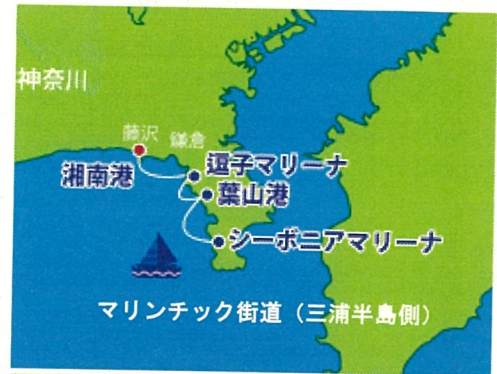 神奈川
藤沢 鎌倉
湘南港
逗子マリーナ
葉山港
シーボニアマリーナ
マリンチック街道（三浦半島側）